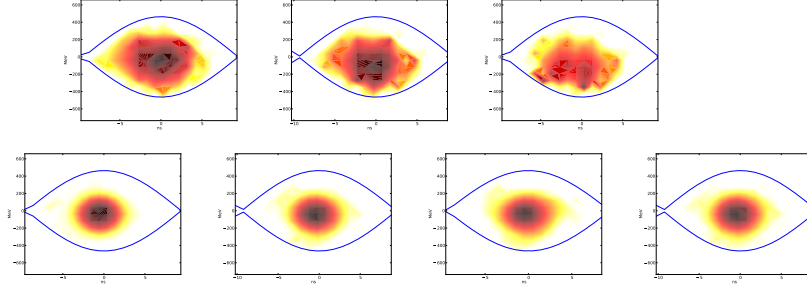 600 600 600
400 400 400
200 200 200
MeV 0 MeV 0 MeV 0
−200 −200 −200
−400 −400 −400
−600 −600 −600
−5 0 5 −10 −5 0 5 −5 0 5
ns ns ns
600 600 600 600
400 400 400 400
200 200 200 200
MeV 0 MeV 0 MeV 0 MeV 0
−200 −200 −200 −200
−400 −400 −400 −400
−600 −600 −600 −600
−5 0 5 −10 −5 0 5 −5 0 5 −10 −5 0 5
ns ns ns ns